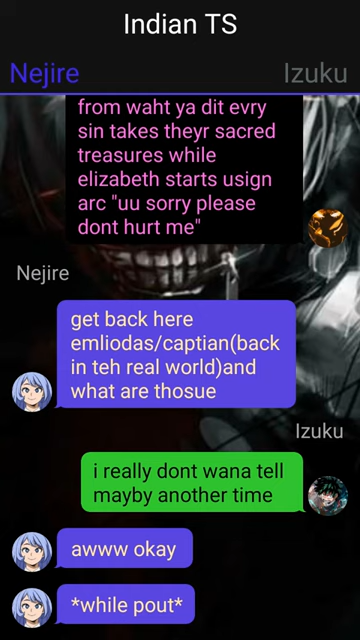 Indian TS
Nejire Izuku
from waht ya dit evry
sin takes theyr sacred
treasures while
elizabeth starts usign
arc "uu sorry please
dont hurt me"
Nejire
get back here
emliodas/captian(back
in teh real world)and
what are thosue
Izuku
i really dont wana tell
mayby another time
awww okay
*while pout*